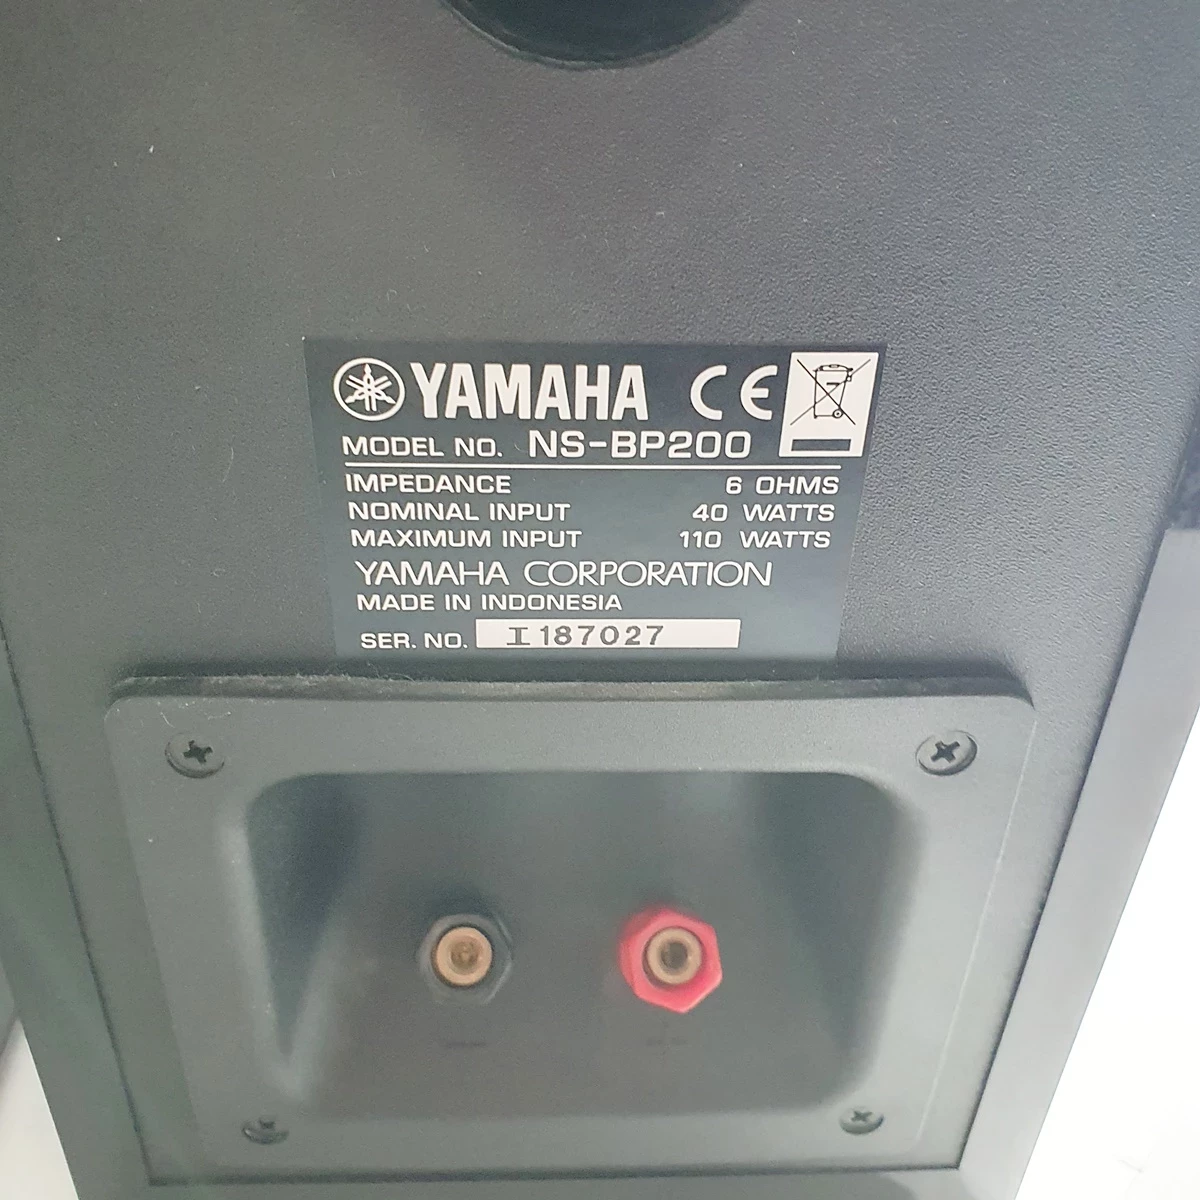 YAMAHA CE
MODEL NO. NS-BP200
IMPEDANCE 6 OHMS
NOMINAL INPUT 40 WATTS
MAXIMUM INPUT 110 WATTS
YAMAHA CORPORATION
MADE IN INDONESIA
SER. NO. I187027
- +